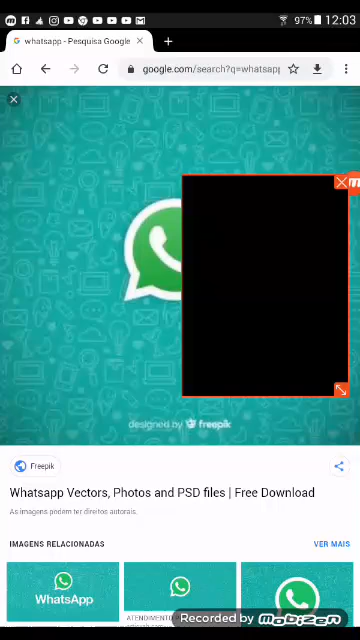 97% 12:03
whatsapp - Pesquisa Google
google.com/search?q=whatsapp
designed by freepik
Freepik
Whatsapp Vectors, Photos and PSD files | Free Download
As imagens podem ter direitos autorais.
IMAGENS RELACIONADAS
VER MAIS
WhatsApp
ATENDIMENTO
Recorded by MOBIZEN